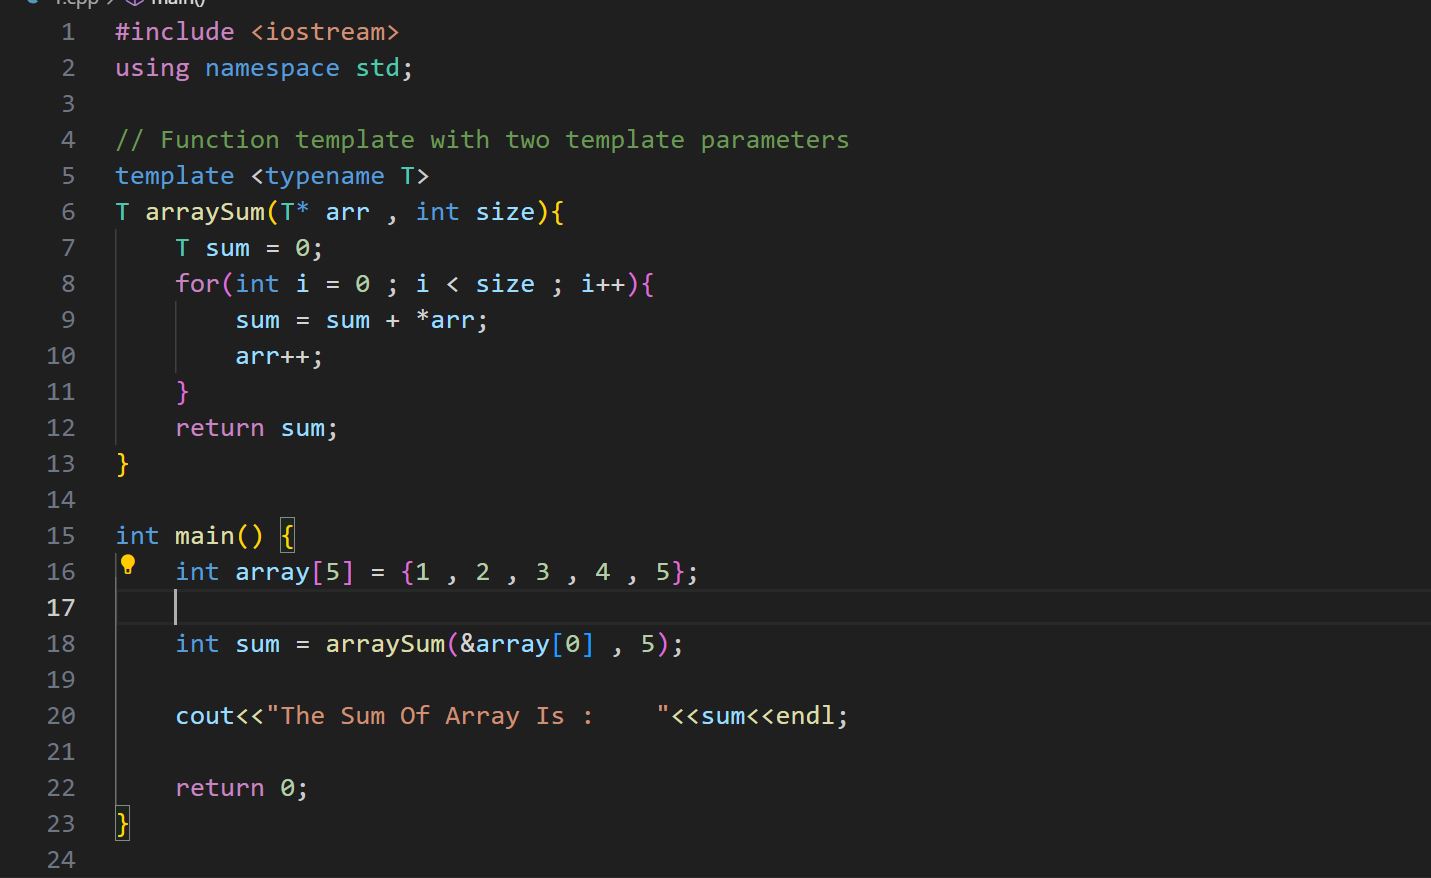 main()
1 #include <iostream>
2 using namespace std;
3
4 // Function template with two template parameters
5 template <typename T>
6 T arraySum(T* arr , int size){
7     T sum = 0;
8     for(int i = 0 ; i < size ; i++){
9         sum = sum + *arr;
10         arr++;
11     }
12     return sum;
13 }
14
15 int main() {
16     int array[5] = {1 , 2 , 3 , 4 , 5};
17
18     int sum = arraySum(&array[0] , 5);
19
20     cout<<"The Sum Of Array Is :    "<<sum<<endl;
21
22     return 0;
23 }
24